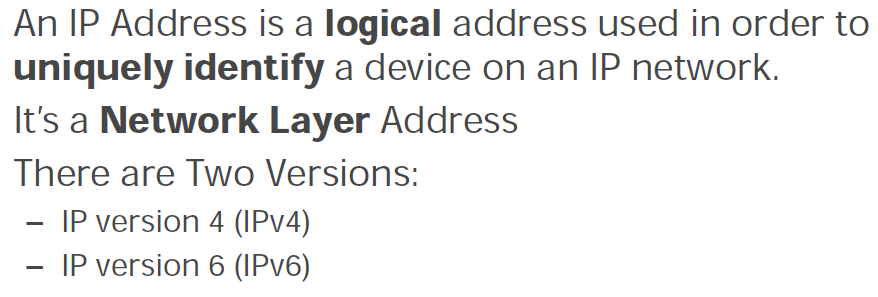 An IP Address is a logical address used in order to
uniquely identify a device on an IP network.
It's a Network Layer Address
There are Two Versions:
– IP version 4 (IPv4)
– IP version 6 (IPv6)